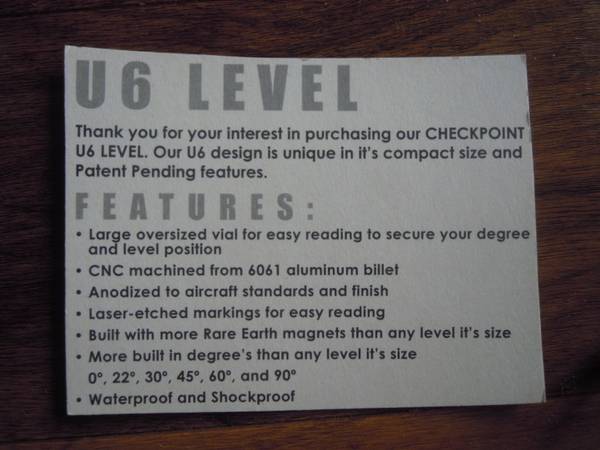 U6 LEVEL
Thank you for your interest in purchasing our CHECKPOINT
U6 LEVEL. Our U6 design is unique in it's compact size and
Patent Pending features.
FEATURES:
• Large oversized vial for easy reading to secure your degree
and level position
• CNC machined from 6061 aluminum billet
• Anodized to aircraft standards and finish
• Laser-etched markings for easy reading
• Built with more Rare Earth magnets than any level it's size
• More built in degree's than any level it's size
0°, 22°, 30°, 45°, 60°, and 90°
• Waterproof and Shockproof